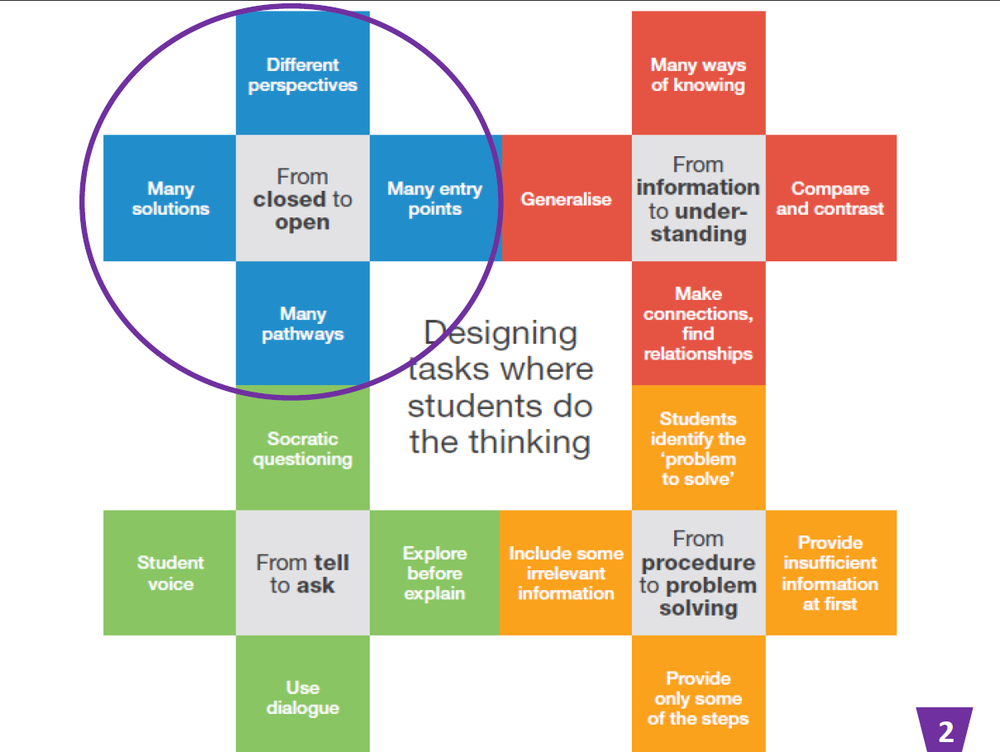 Different
perspectives
Many
solutions
From
closed to
open
Many entry
points
Many
pathways
Many ways
of knowing
Generalise
From
information
to under-
standing
Compare
and contrast
Make
connections,
find
relationships
Designing
tasks where
students do
the thinking
Socratic
questioning
Student
voice
From tell
to ask
Explore
before
explain
Use
dialogue
Students
identify the
‘problem
to solve’
Include some
irrelevant
information
From
procedure
to problem
solving
Provide
insufficient
information
at first
Provide
only some
of the steps
2